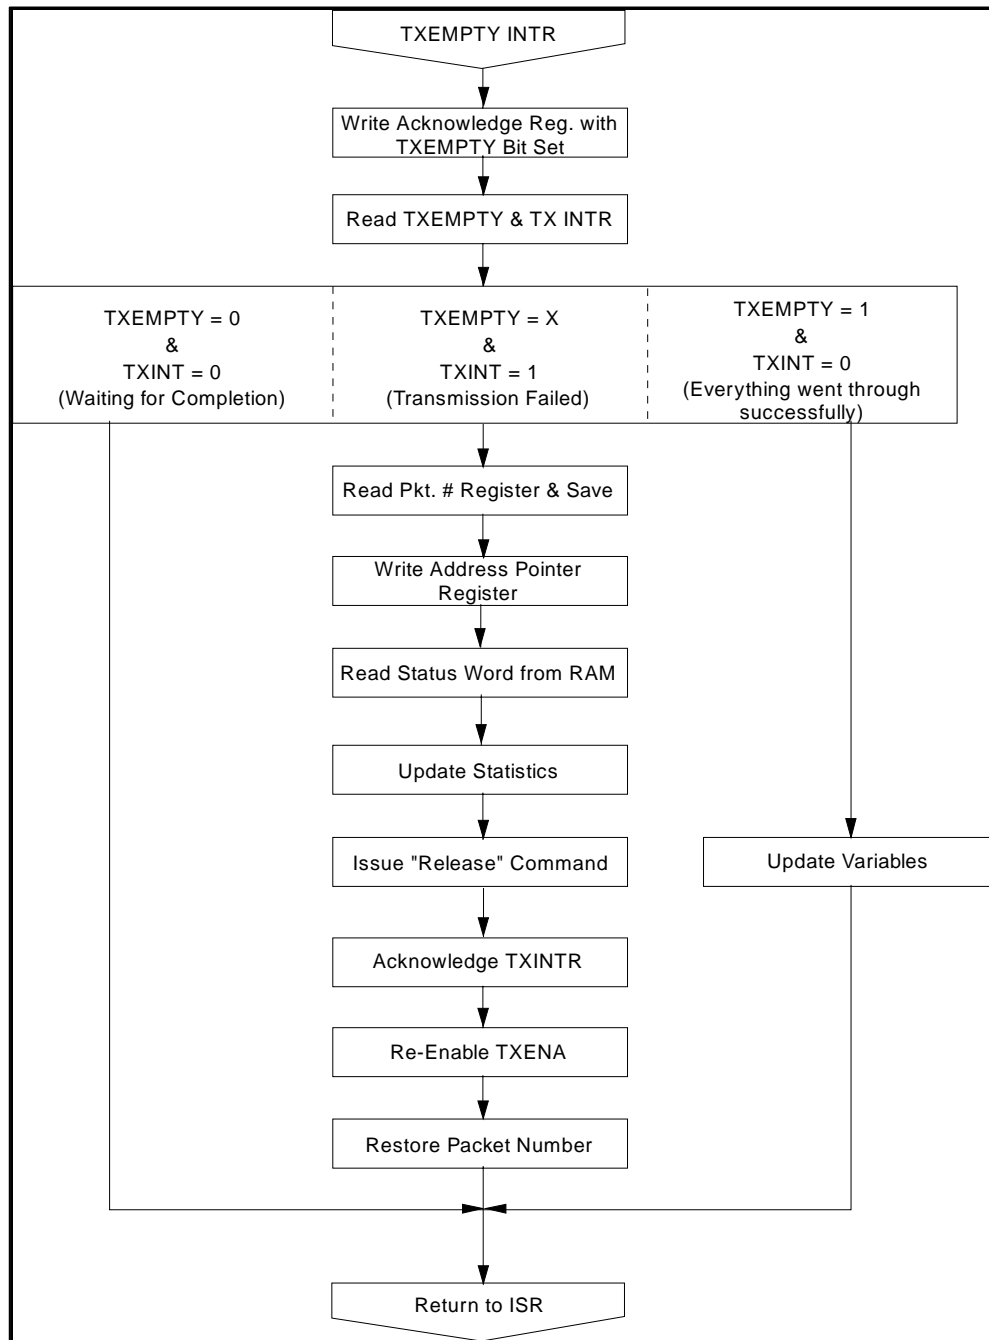 TXEMPTY INTR
Write Acknowledge Reg. with
TXEMPTY Bit Set
Read TXEMPTY & TX INTR
TXEMPTY = 0
&
TXINT = 0
(Waiting for Completion)
TXEMPTY = X
&
TXINT = 1
(Transmission Failed)
TXEMPTY = 1
&
TXINT = 0
(Everything went through
successfully)
Read Pkt. # Register & Save
Write Address Pointer
Register
Read Status Word from RAM
Update Statistics
Issue "Release" Command
Update Variables
Acknowledge TXINTR
Re-Enable TXENA
Restore Packet Number
Return to ISR